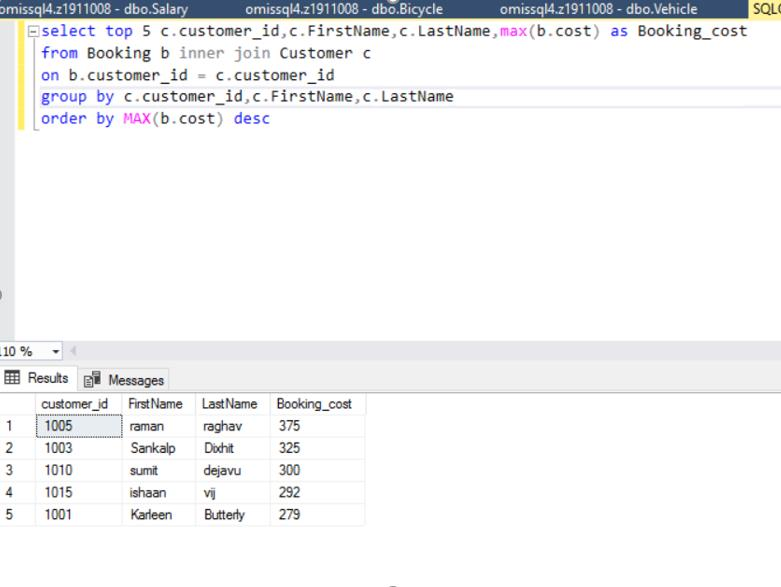 omissql4.z1911008 - dbo.Salary omissql4.z1911008 - dbo.Bicycle omissql4.z1911008 - dbo.Vehicle
select top 5 c.customer_id,c.FirstName,c.LastName,max(b.cost) as Booking_cost
from Booking b inner join Customer c
on b.customer_id = c.customer_id
group by c.customer_id,c.FirstName,c.LastName
order by MAX(b.cost) desc
110 %
Results Messages
customer_id FirstName LastName Booking_cost
1 1005 raman raghav 375
2 1003 Sankalp Dixhit 325
3 1010 sumit dejavu 300
4 1015 ishaan vij 292
5 1001 Karleen Butterly 279